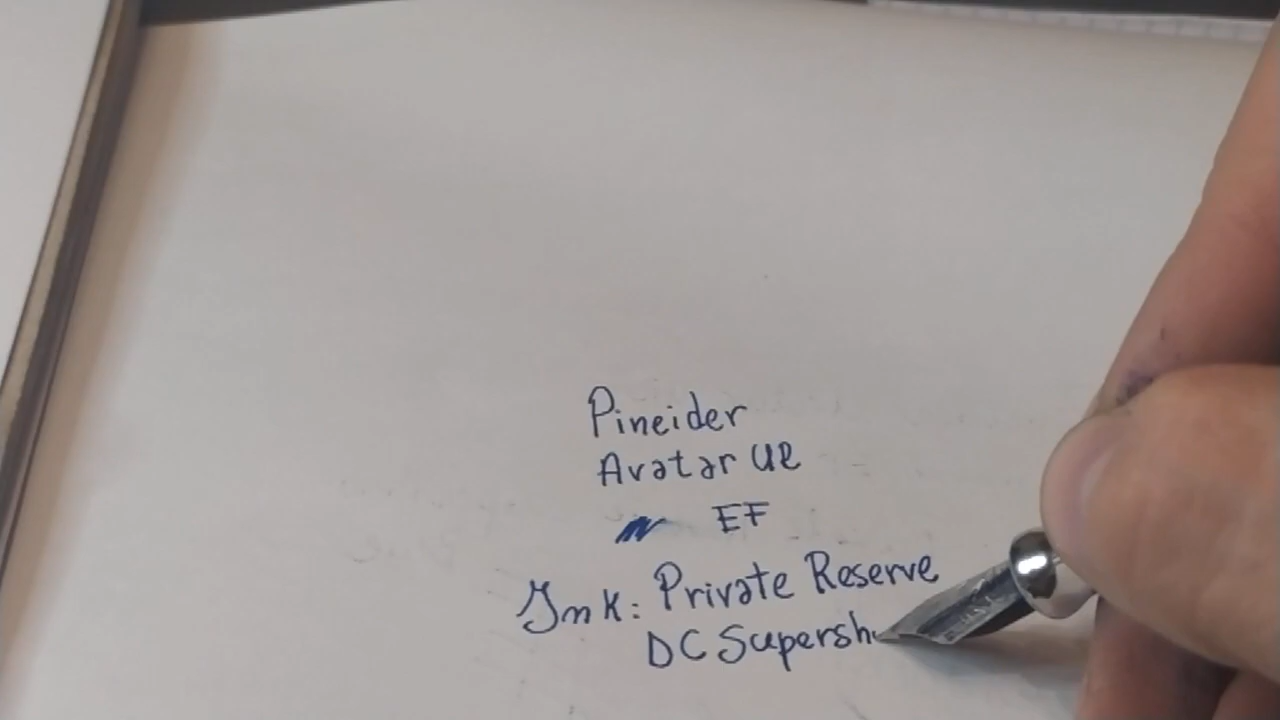 Pineider
Avatar UR
EF
Ink: Private Reserve
DC Supersh